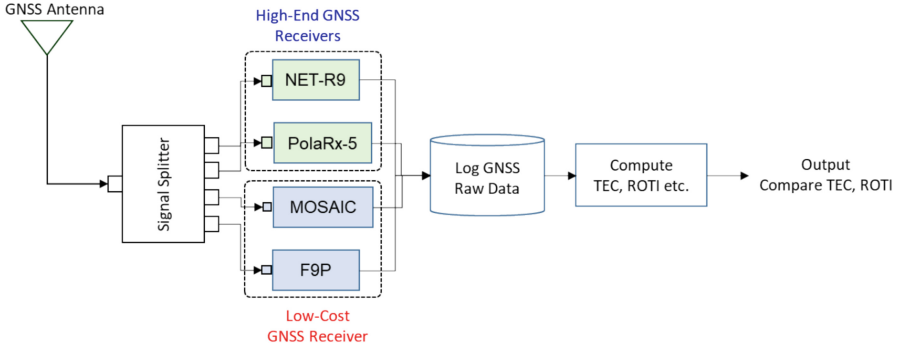 GNSS Antenna
High-End GNSS
Receivers
NET-R9
PolaRx-5
Signal Splitter
MOSAIC
F9P
Low-Cost
GNSS Receiver
Log GNSS
Raw Data
Compute
TEC, ROTI etc.
Output
Compare TEC, ROTI